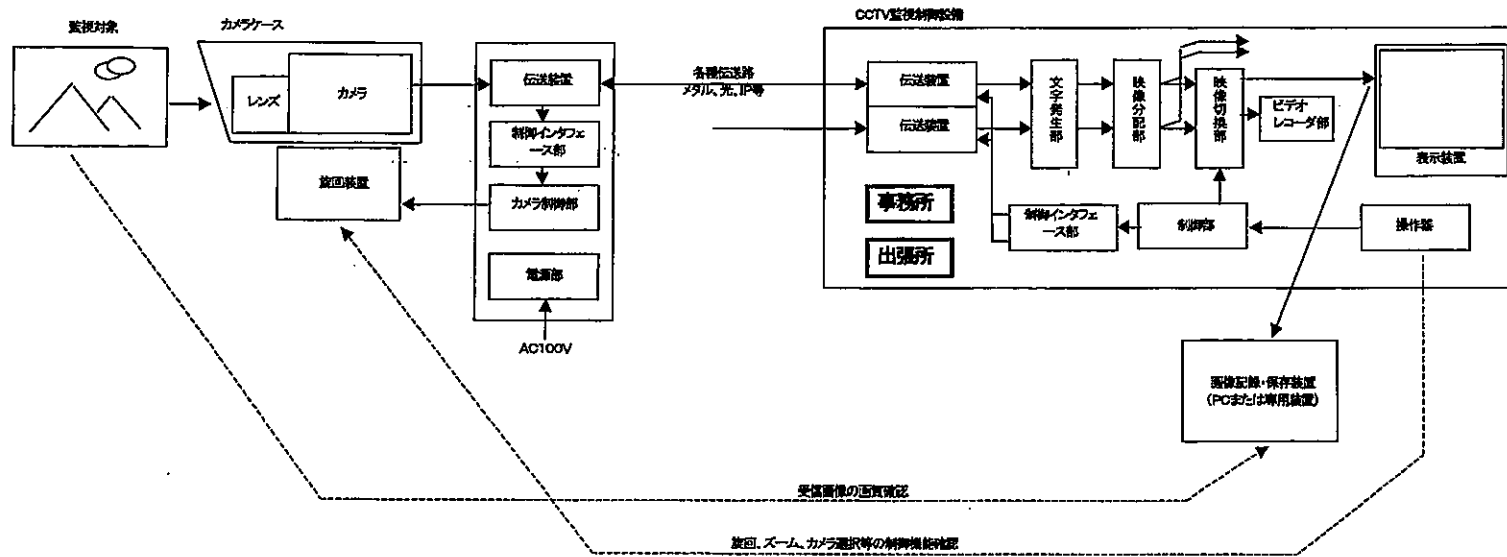 監視対象
カメラケース
レンズ
カメラ
旋回装置
伝送装置
制御インタフェ
ース部
カメラ制御部
電源部
AC100V
各種伝送路
メタル、光、IP等
CCTV監視制御設備
伝送装置
伝送装置
文字発生部
映像分配部
映像切換部
ビデオ
レコーダ部
表示装置
事務所
出張所
制御インタフェ
ース部
制御部
操作器
画像記録・保存装置
(PCまたは専用装置)
受信画像の画質確認
旋回、ズーム、カメラ選択等の制御機能確認